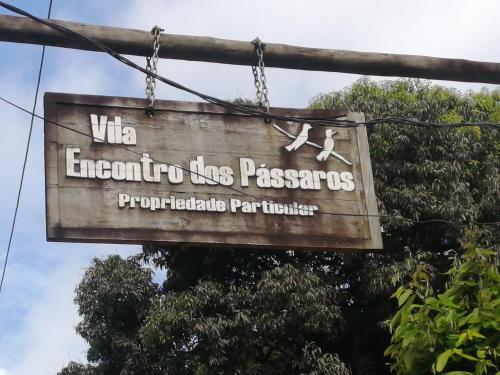 Vila
Encontro dos Pássaros
Propriedade Particular